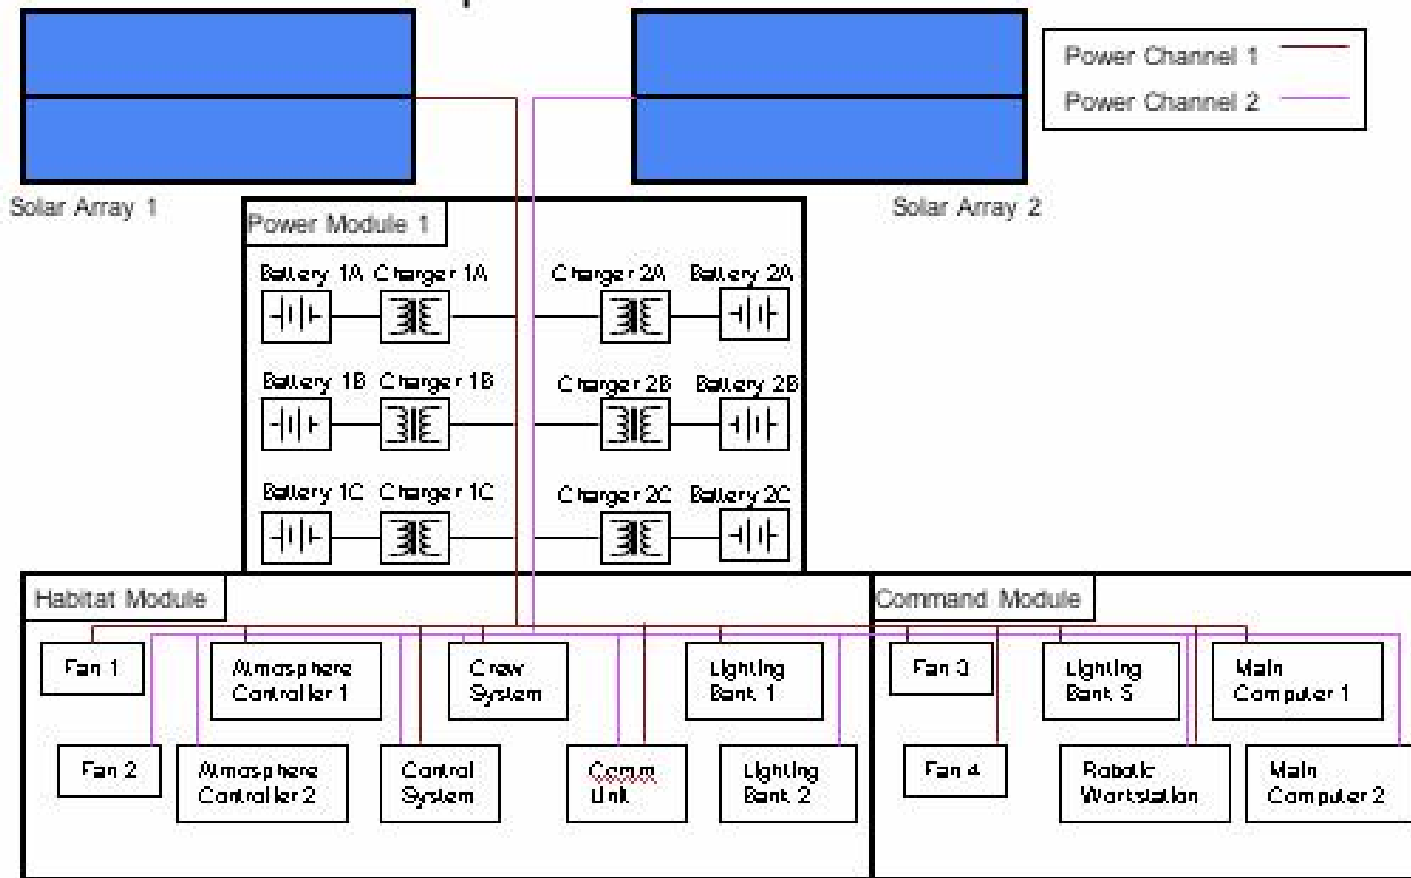 Power Channel 1
Power Channel 2
Solar Array 1
Solar Array 2
Power Module 1
Battery 1A Charger 1A Charger 2A Battery 2A
Battery 1B Charger 1B Charger 2B Battery 2B
Battery 1C Charger 1C Charger 2C Battery 2C
Habitat Module
Command Module
Fan 1
Atmosphere
Controller 1
Crew
System
Lighting
Bank 1
Fan 3
Lighting
Bank S
Main
Computer 1
Fan 2
Atmosphere
Controller 2
Control
System
Comm
Unit
Lighting
Bank 2
Fan 4
Robotic
Workstation
Main
Computer 2